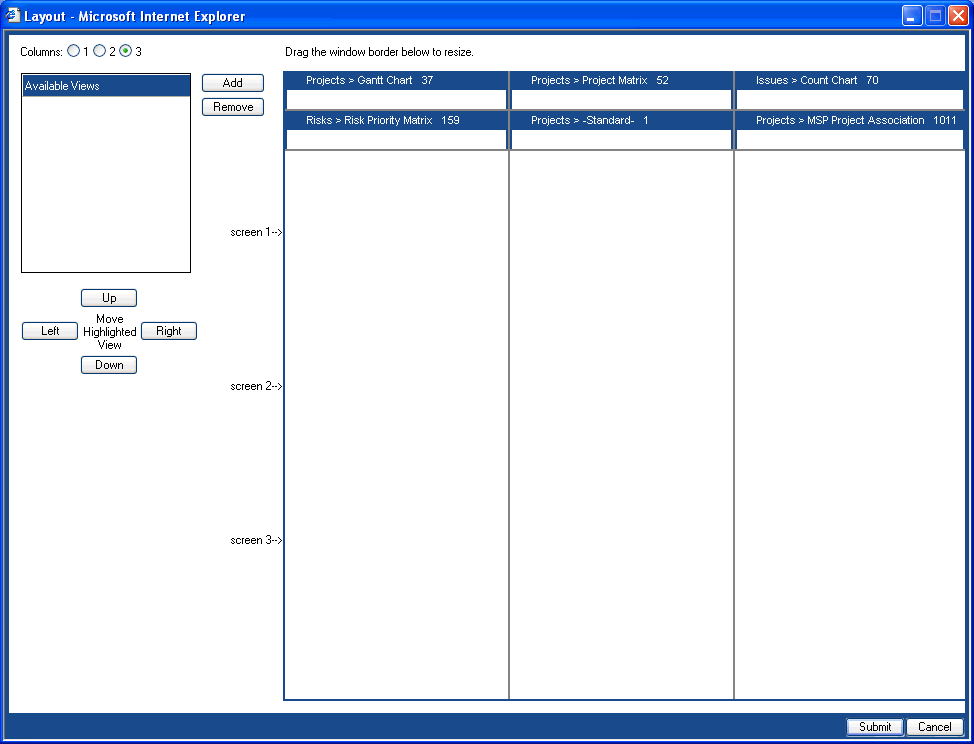 Layout - Microsoft Internet Explorer
Columns: 1 2 3
Drag the window border below to resize.
Available Views
Add
Remove
Projects > Gantt Chart 37
Projects > Project Matrix 52
Issues > Count Chart 70
Risks > Risk Priority Matrix 159
Projects > -Standard- 1
Projects > MSP Project Association 1011
screen 1-->
Up
Left
Move
Highlighted
View
Right
Down
screen 2-->
screen 3-->
Submit
Cancel